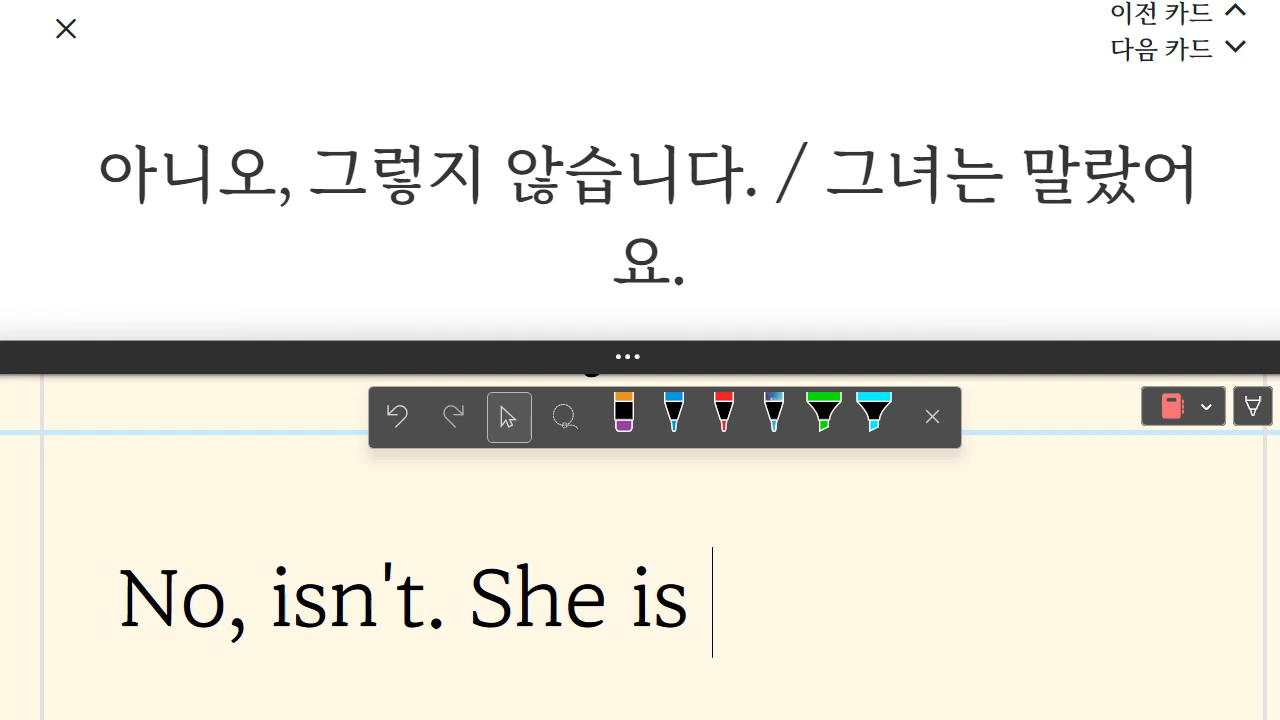 이전 카드
다음 카드
아니오, 그렇지 않습니다. / 그녀는 말랐어
요.
No, isn't. She is